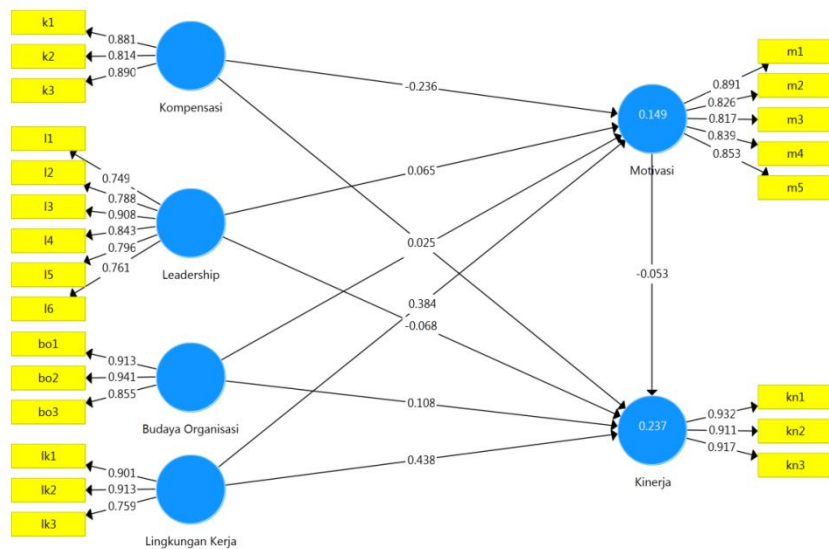 k1
k2
k3
0.881
0.814
0.890
Kompensasi
l1
l2
l3
l4
l5
l6
0.749
0.788
0.908
0.843
0.796
0.761
Leadership
bo1
bo2
bo3
0.913
0.941
0.855
Budaya Organisasi
lk1
lk2
lk3
0.901
0.913
0.759
Lingkungan Kerja
-0.236
0.065
0.025
0.384
-0.068
0.108
0.438
0.149
Motivasi
-0.053
0.237
Kinerja
0.891
0.826
0.817
0.839
0.853
m1
m2
m3
m4
m5
0.932
0.911
0.917
kn1
kn2
kn3